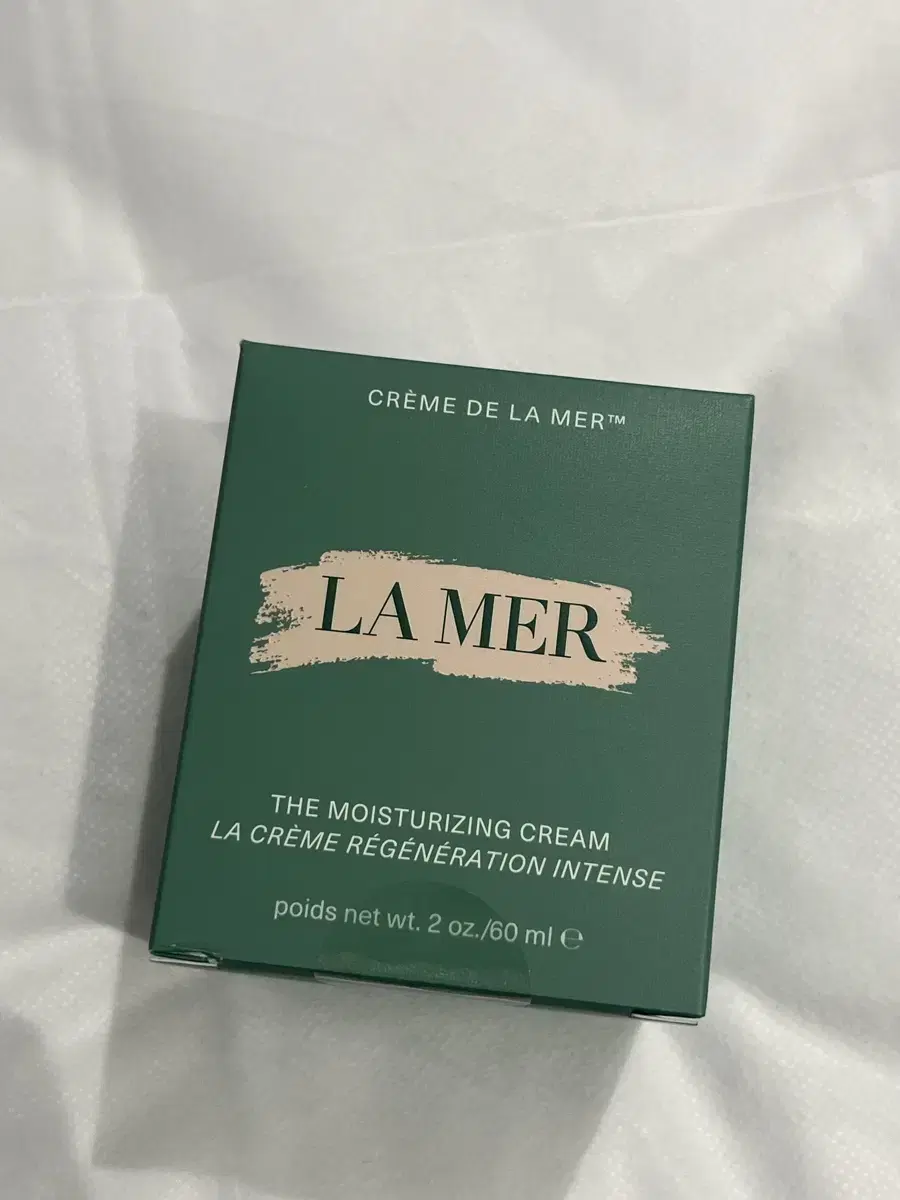 CRÈME DE LA MER™
LA MER
THE MOISTURIZING CREAM
LA CRÈME RÉGÉNÉRATION INTENSE
poids net wt. 2 oz./60 ml ℮